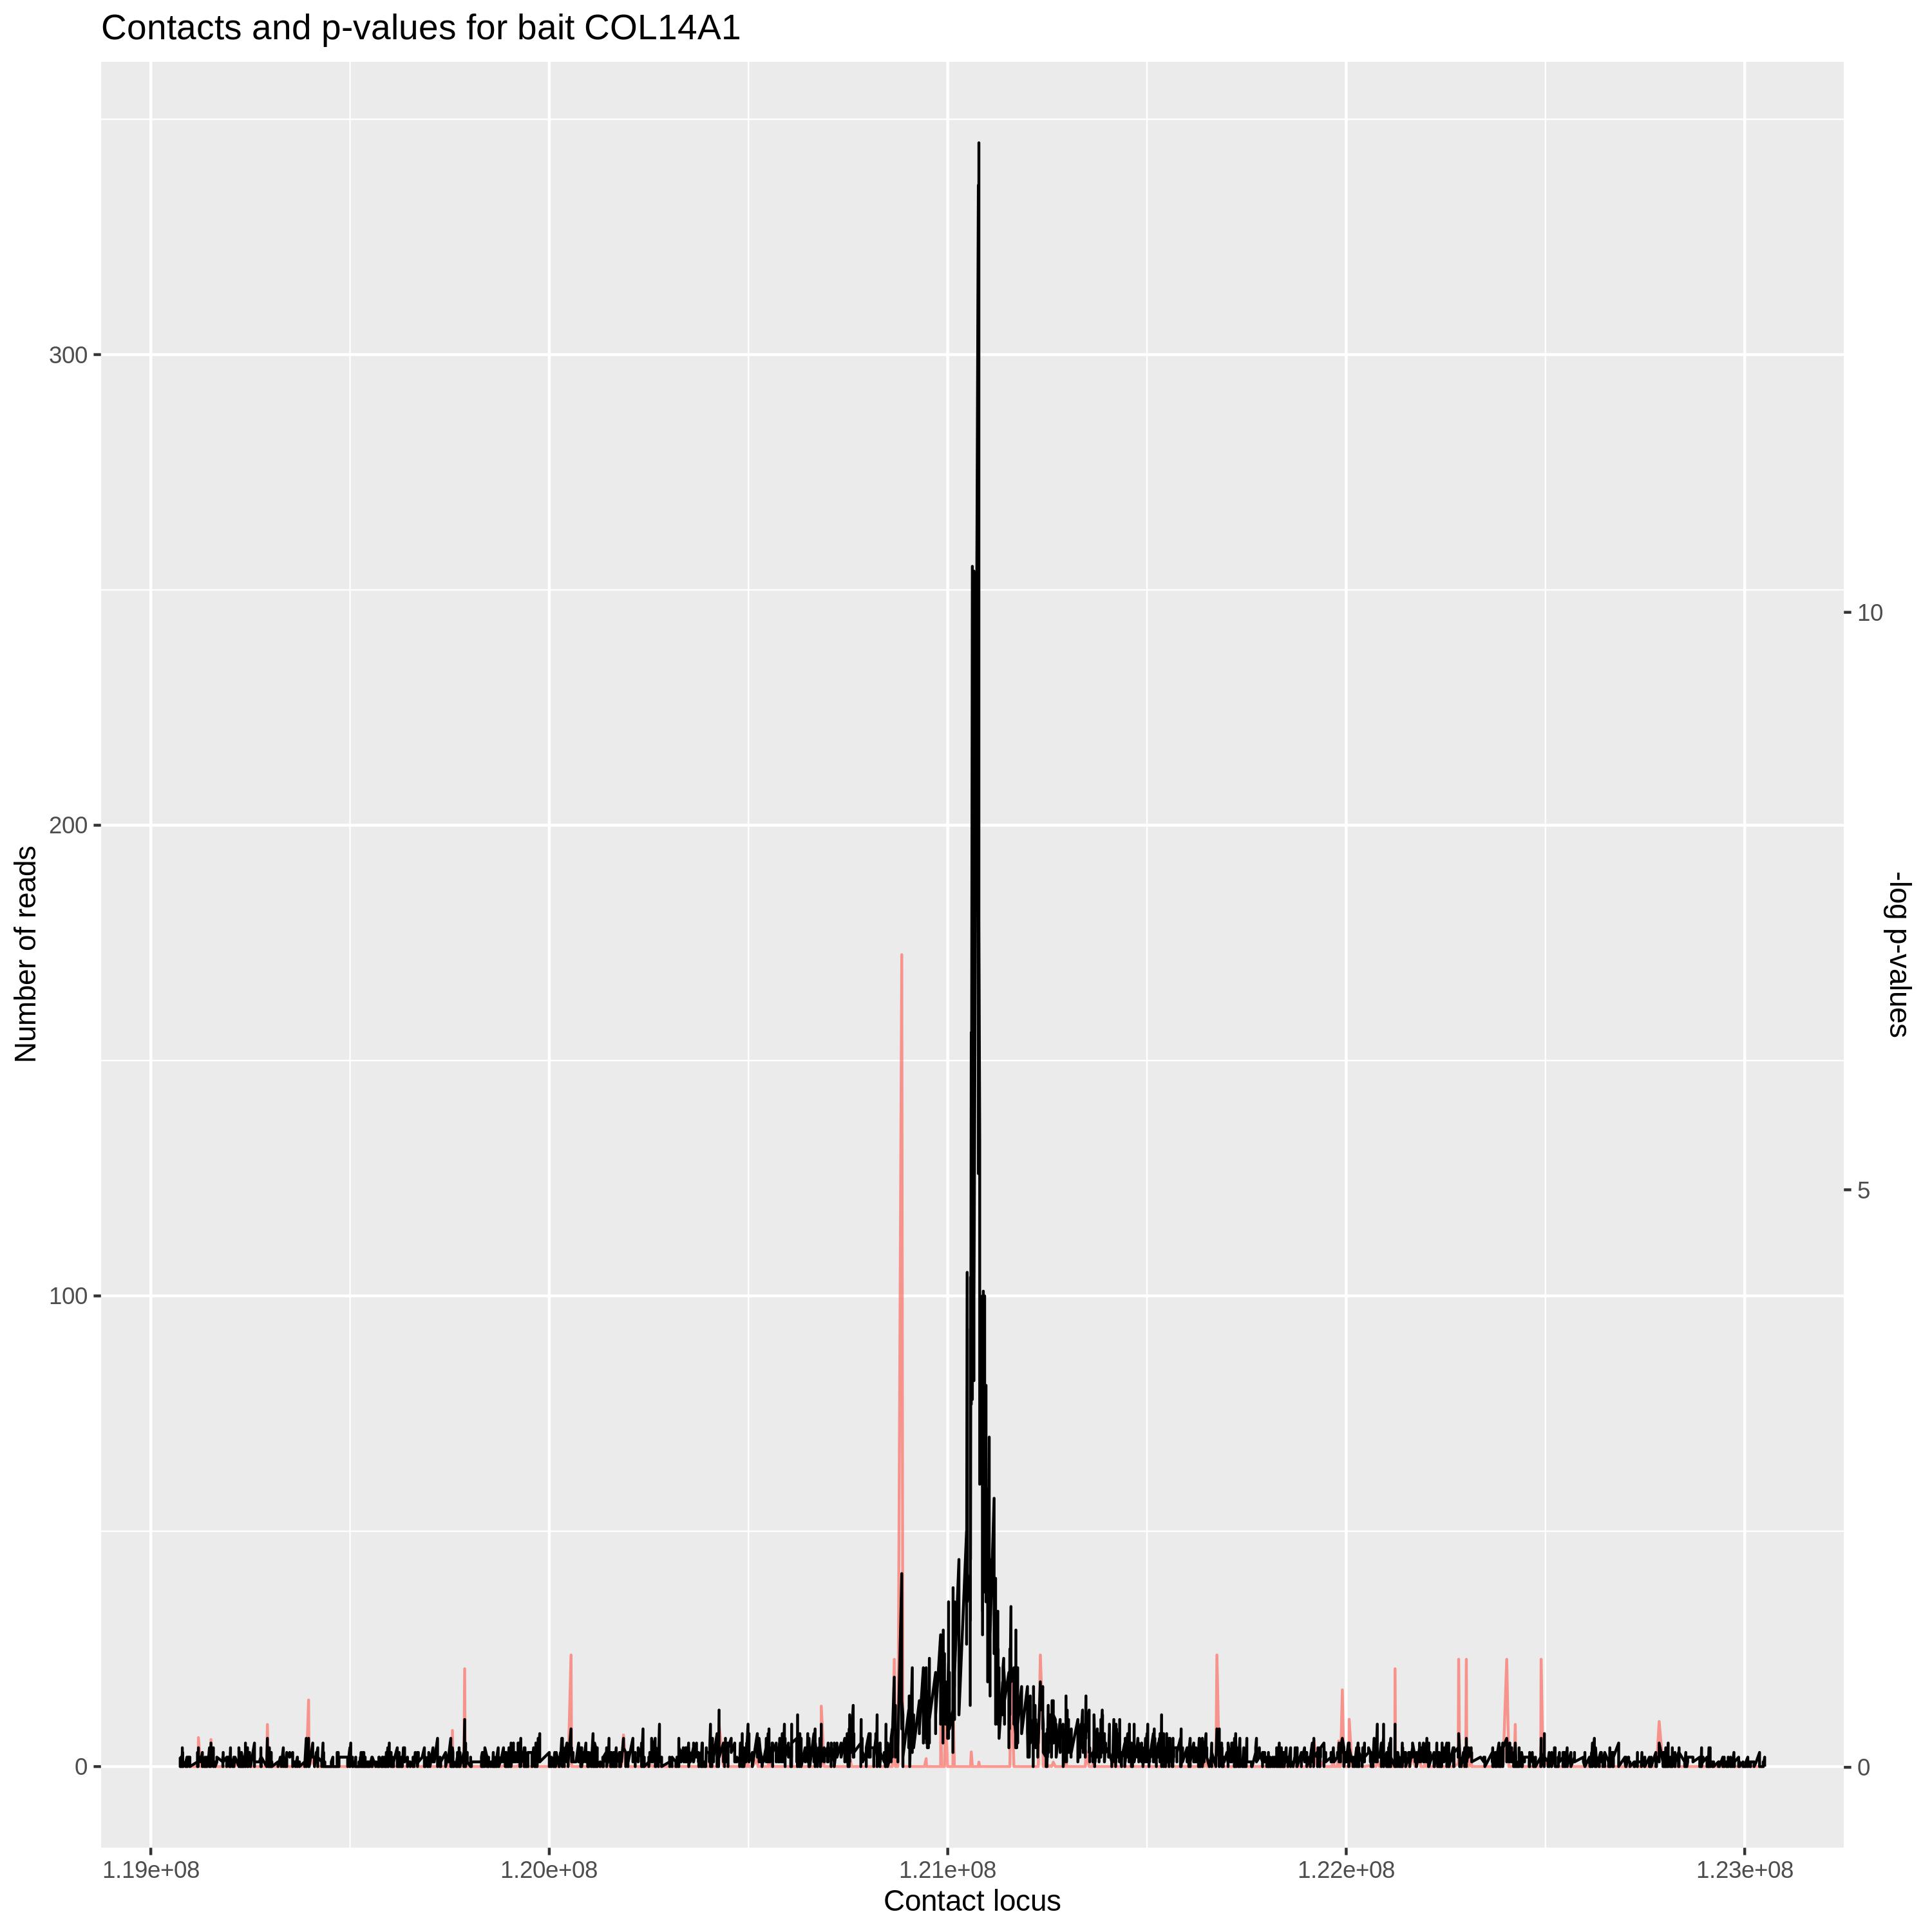 Contacts and p-values for bait COL14A1
Number of reads
300
200
100
0
10
5
0
-log p-values
1.19e+08
1.20e+08
1.21e+08
1.22e+08
1.23e+08
Contact locus